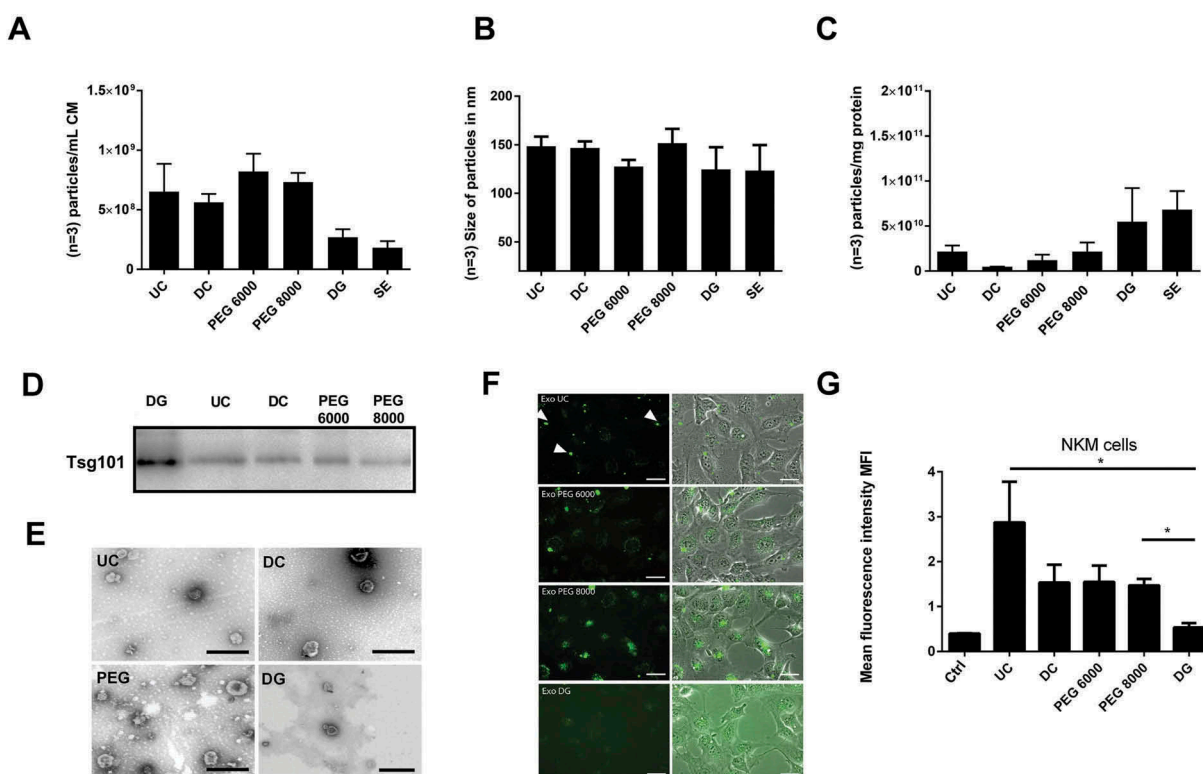 A
(n=3) particles/mL CM
1.5×10⁹
1×10⁹
5×10⁸
0
UC
DC
PEG 6000
PEG 8000
DG
SE
B
(n=3) Size of particles in nm
200
150
100
50
UC
DC
PEG 6000
PEG 8000
DG
SE
C
(n=3) particles/mg protein
2×10¹¹
2×10¹¹
1×10¹¹
5×10¹⁰
0
UC
DC
PEG 6000
PEG 8000
DG
SE
D
DG UC DC PEG 6000 PEG 8000
Tsg101
E
UC
DC
PEG
DG
F
Exo UC
Exo PEG 6000
Exo PEG 8000
Exo DG
G
NKM cells
Mean fluorescence intensity MFI
4
3
2
1
0
*
*
Ctrl
UC
DC
PEG 6000
PEG 8000
DG